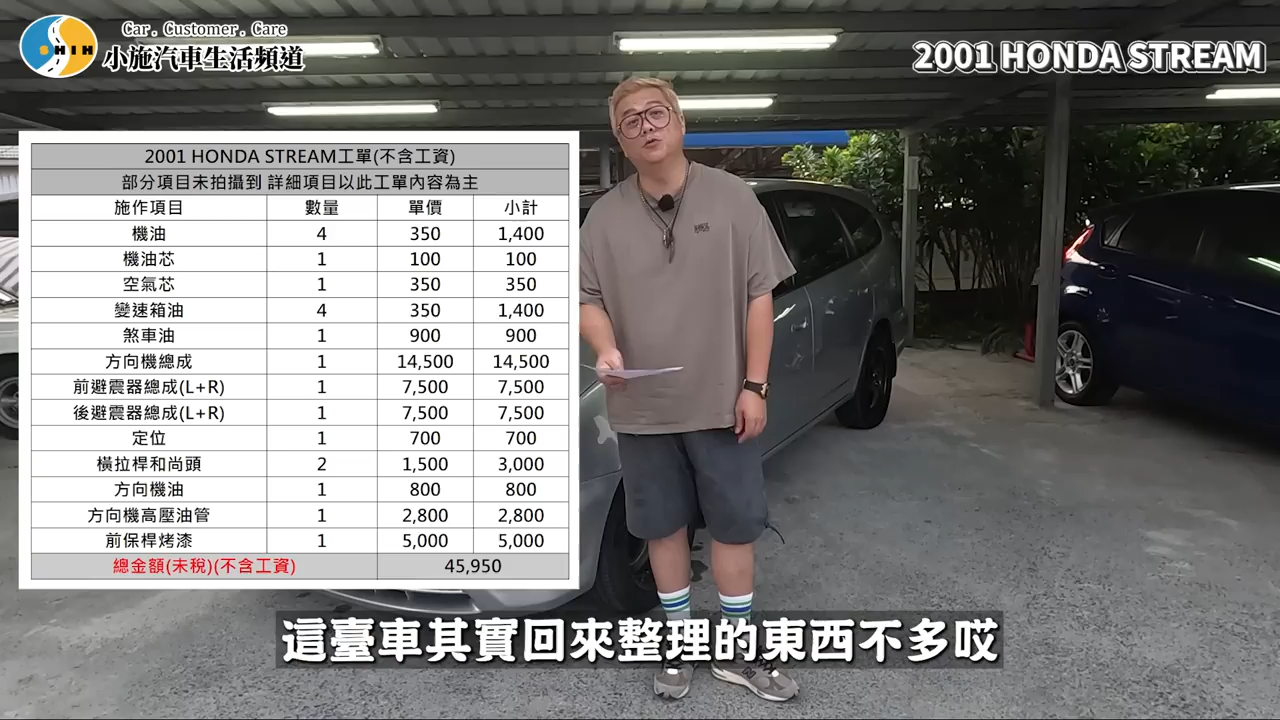 Car . Customer . Care
SHIH
小施汽車生活頻道
2001 HONDA STREAM
2001 HONDA STREAM工單(不含工資)
部分項目未拍攝到 詳細項目以此工單內容為主
施作項目 數量 單價 小計
機油 4 350 1,400
機油芯 1 100 100
空氣芯 1 350 350
變速箱油 4 350 1,400
煞車油 1 900 900
方向機總成 1 14,500 14,500
前避震器總成(L+R) 1 7,500 7,500
後避震器總成(L+R) 1 7,500 7,500
定位 1 700 700
橫拉桿和尚頭 2 1,500 3,000
方向機油 1 800 800
方向機高壓油管 1 2,800 2,800
前保桿烤漆 1 5,000 5,000
總金額(未稅)(不含工資) 45,950
這臺車其實回來整理的東西不多哎